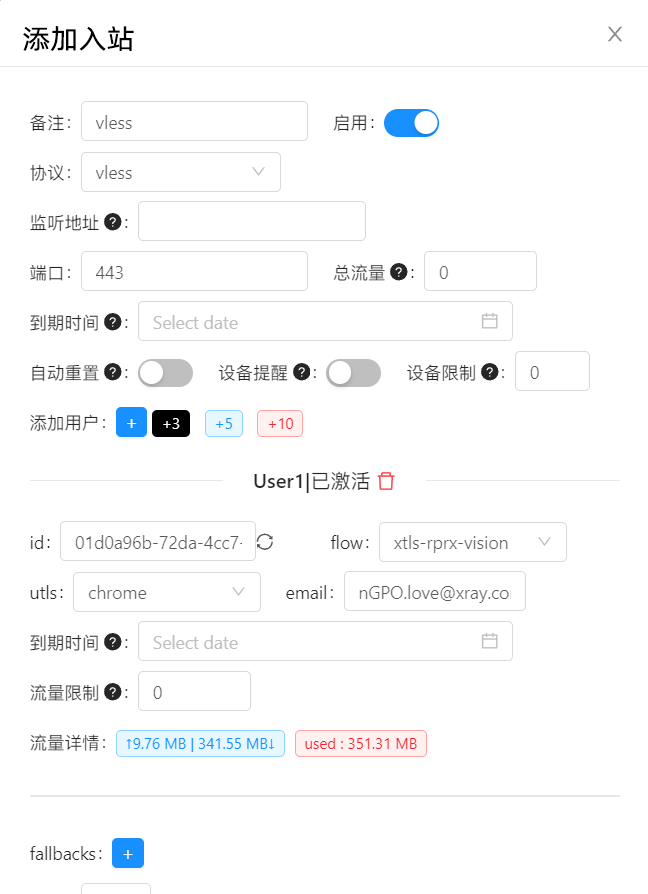 添加入站
备注: vless 启用:
协议: vless
监听地址 ? :
端口: 443 总流量 ? : 0
到期时间 ? : Select date
自动重置 ? : 设备提醒 ? : 设备限制 ? : 0
添加用户: + +3 +5 +10
User1|已激活
id: 01d0a96b-72da-4cc7- flow: xtls-rprx-vision
utls: chrome email: nGPO.love@xray.co
到期时间 ? : Select date
流量限制 ? : 0
流量详情: ↑9.76 MB | 341.55 MB↓ used : 351.31 MB
fallbacks: +